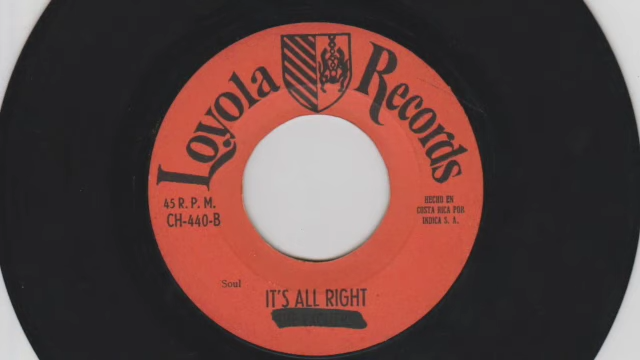 Loyola Records
45 R. P. M.
CH-440-B
HECHO EN
COSTA RICA POR
INDICA S. A.
Soul
IT'S ALL RIGHT